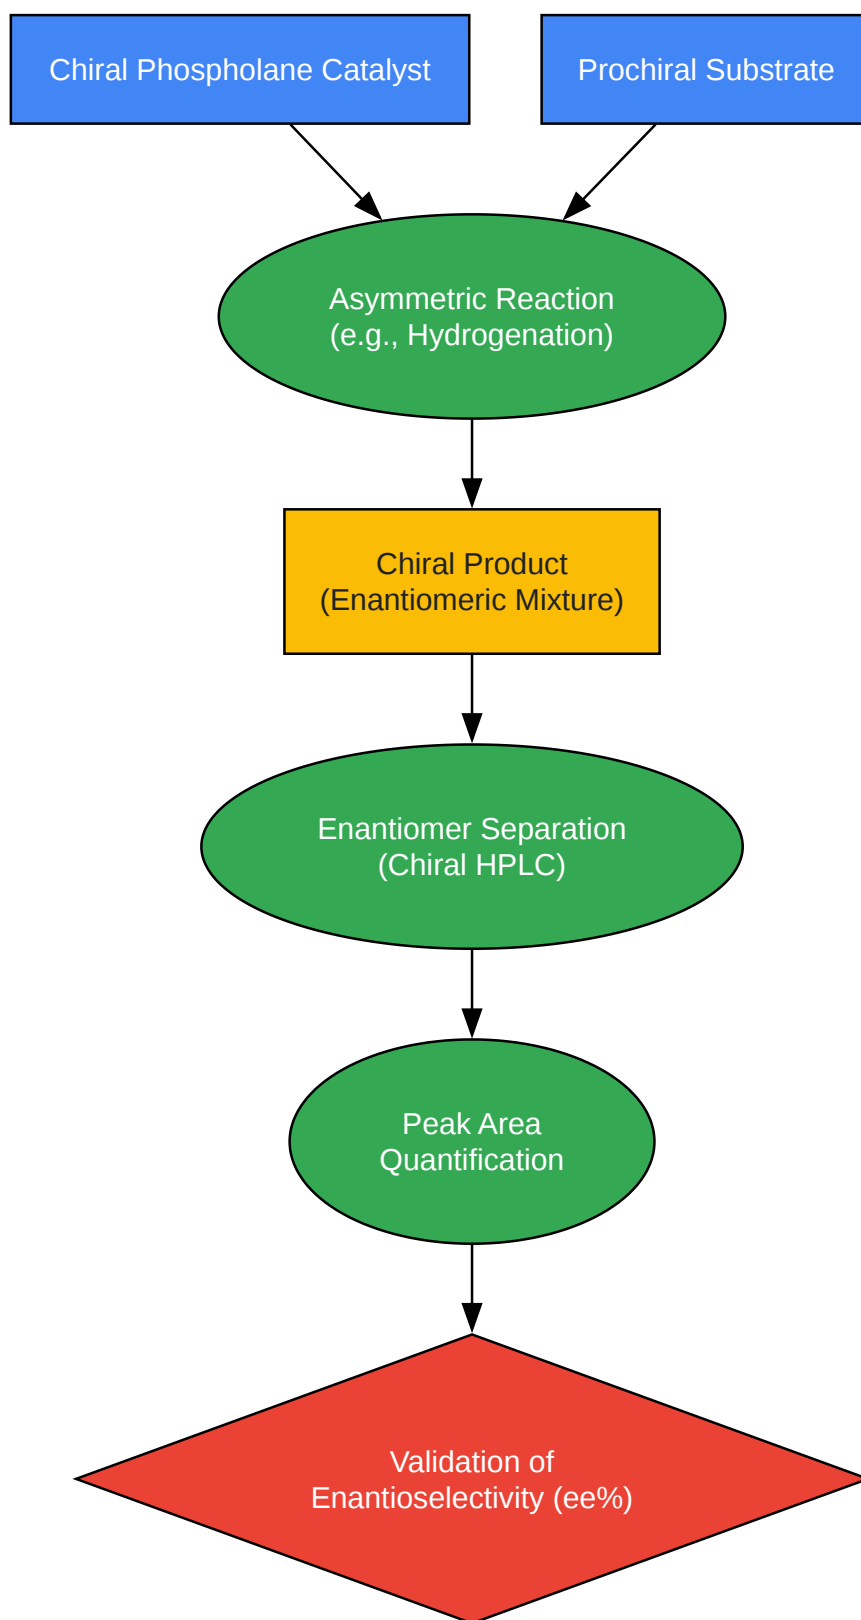 Chiral Phospholane Catalyst
Prochiral Substrate
Asymmetric Reaction
(e.g., Hydrogenation)
Chiral Product
(Enantiomeric Mixture)
Enantiomer Separation
(Chiral HPLC)
Peak Area
Quantification
Validation of
Enantioselectivity (ee%)